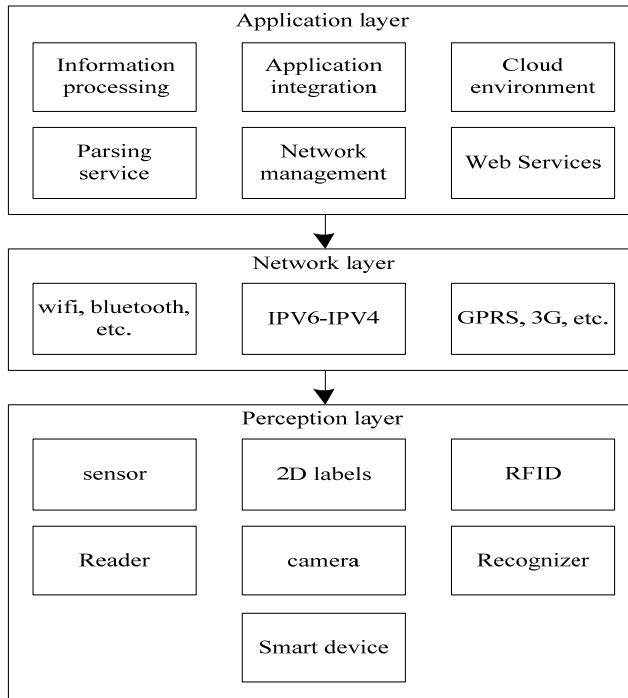 Application layer
Information
processing
Application
integration
Cloud
environment
Parsing
service
Network
management
Web Services
Network layer
wifi, bluetooth,
etc.
IPV6-IPV4
GPRS, 3G, etc.
Perception layer
sensor
2D labels
RFID
Reader
camera
Recognizer
Smart device